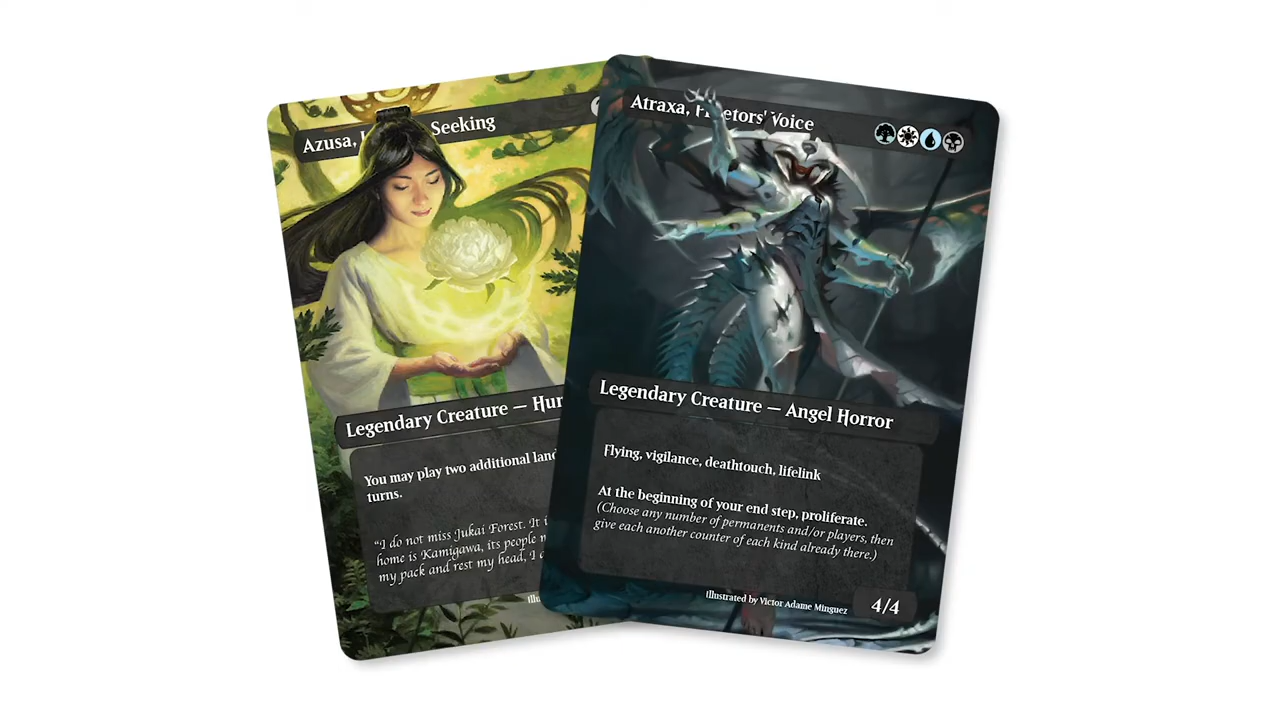 Azusa, Seeking
Legendary Creature —
You may play two additional
turns.
"I do not miss Jukai Forest. It
home is Kamigawa, its people
my pack and rest my head, I
Atraxa, Voice
Legendary Creature — Angel Horror
Flying, vigilance, deathtouch, lifelink
At the beginning of your end step, proliferate.
(Choose any number of permanents and/or players, then
give each another counter of each kind already there.)
Illustrated by Victor Adame Minguez
4/4